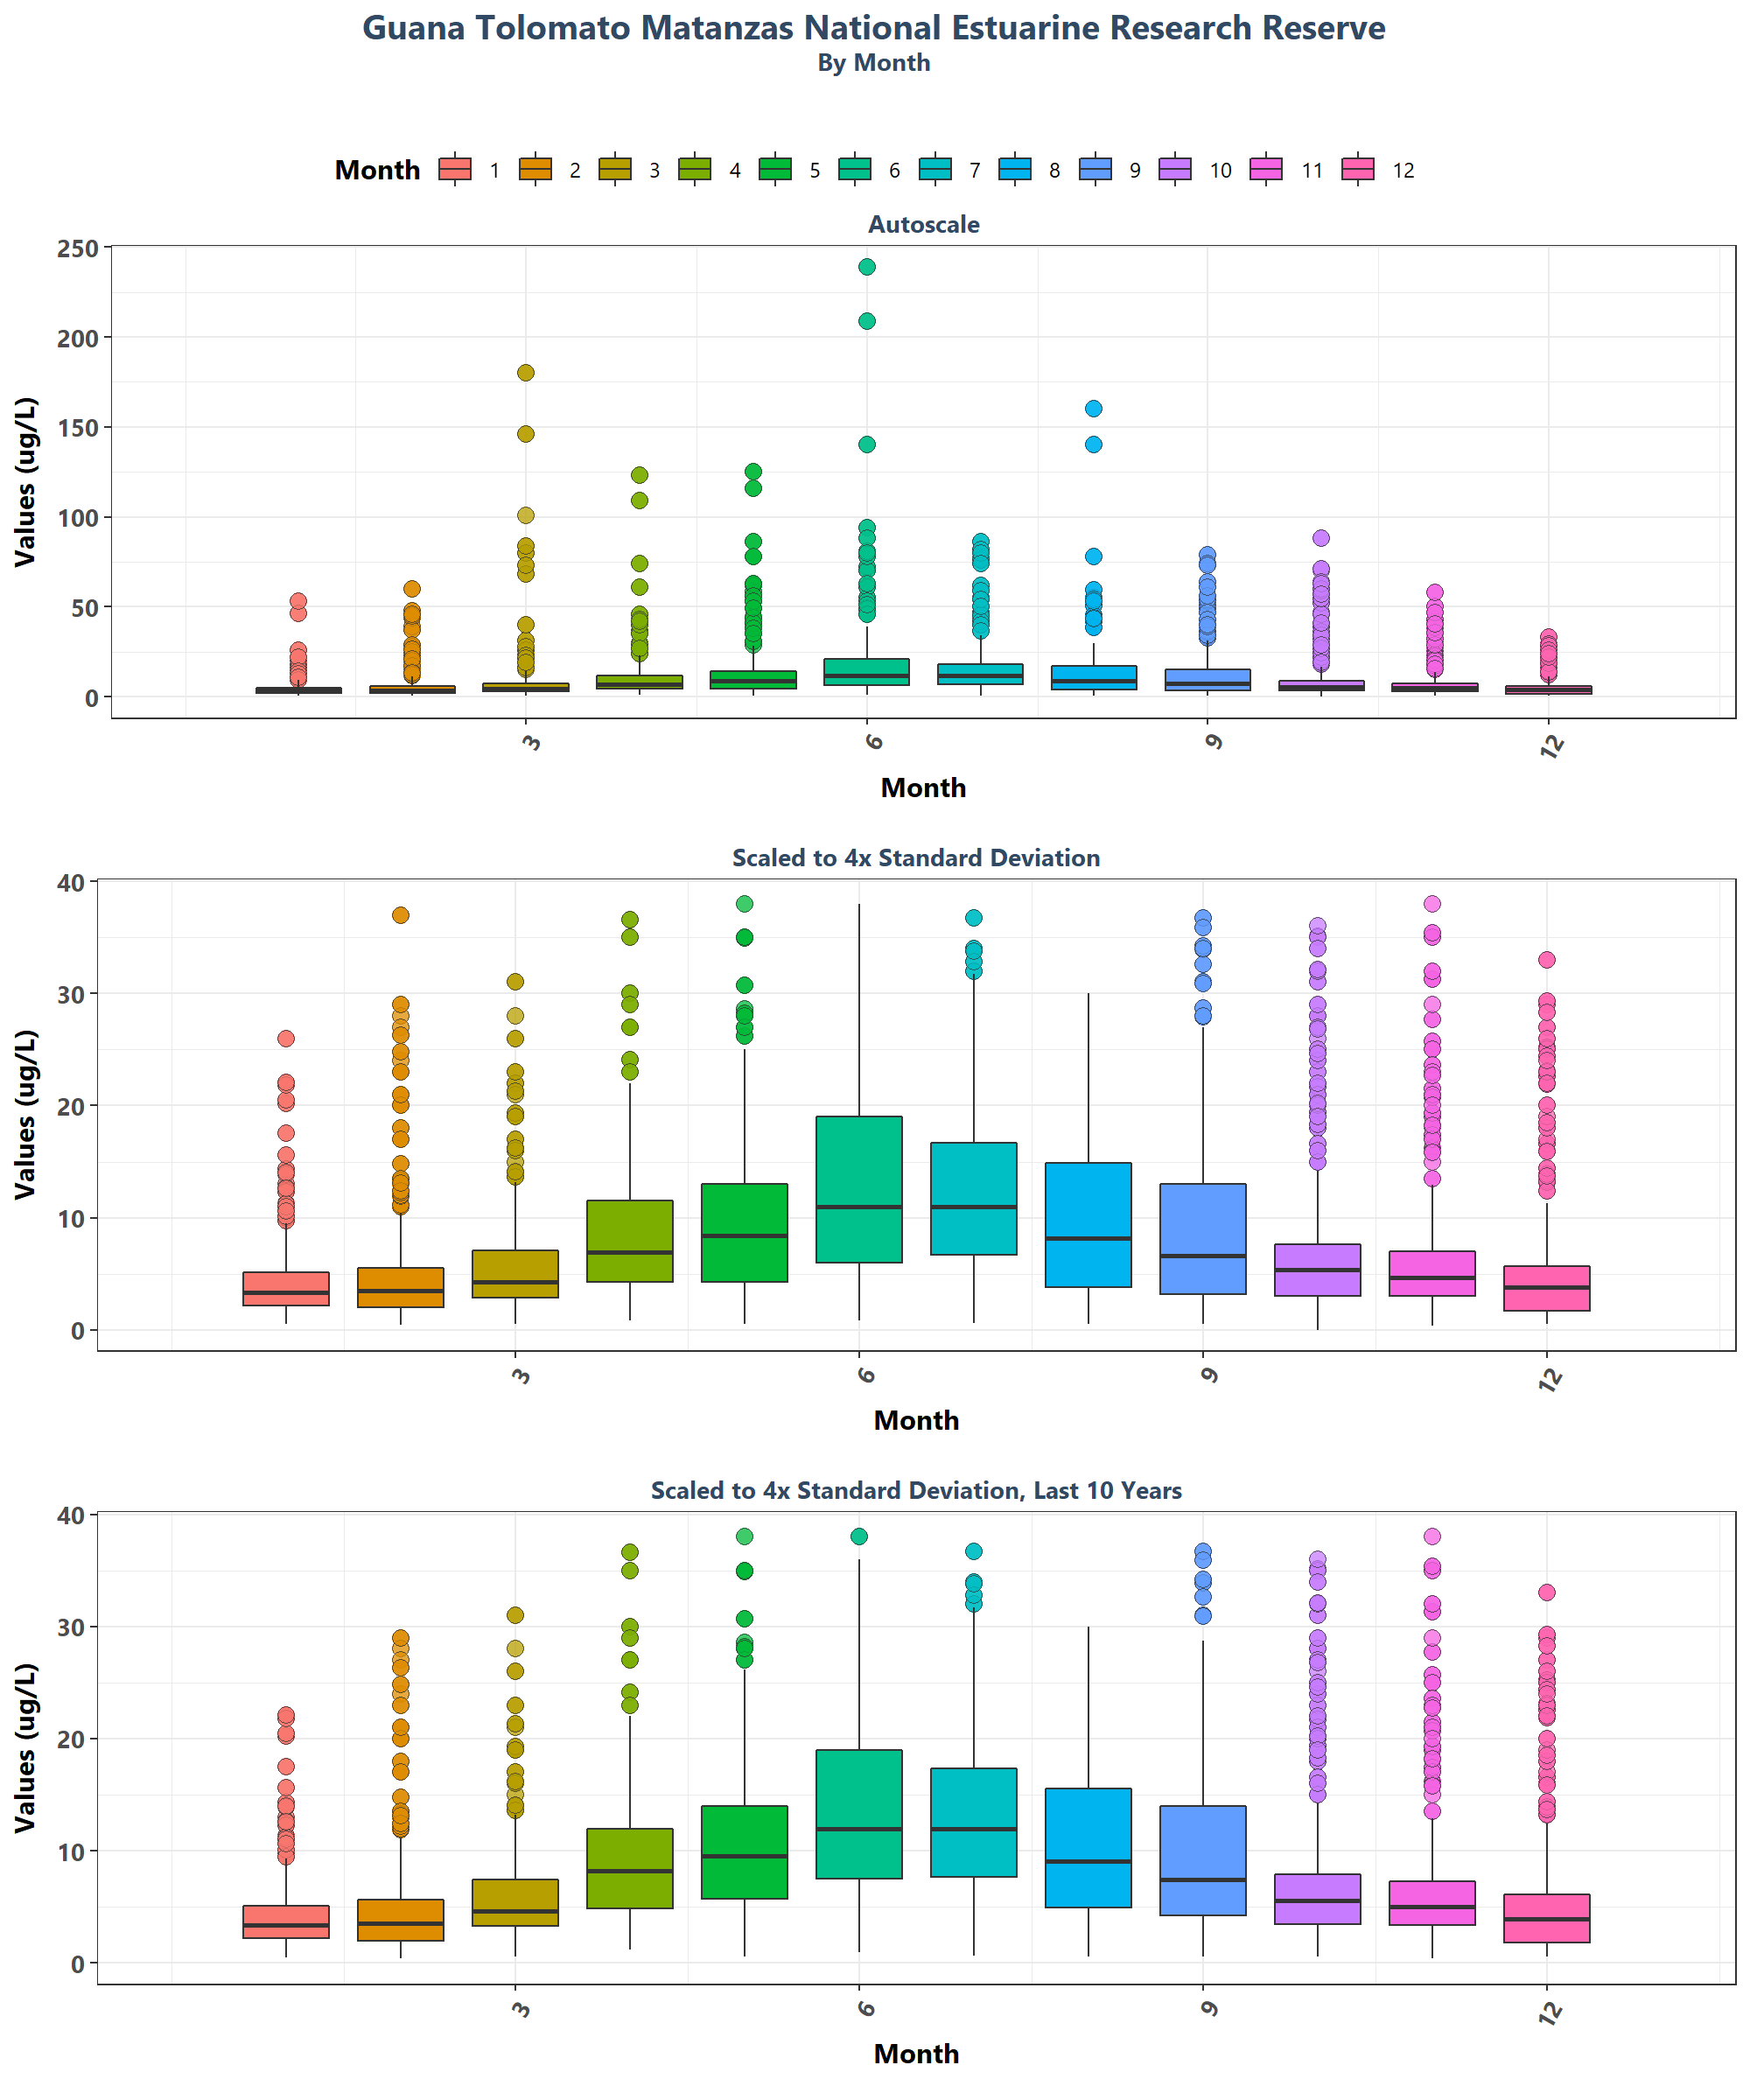 Guana Tolomato Matanzas National Estuarine Research Reserve
By Month
Month 1 2 3 4 5 6 7 8 9 10 11 12
Autoscale
Values (ug/L)
250
200
150
100
50
0
3 6 9 12
Month
Scaled to 4x Standard Deviation
Values (ug/L)
40
30
20
10
0
3 6 9 12
Month
Scaled to 4x Standard Deviation, Last 10 Years
Values (ug/L)
40
30
20
10
0
3 6 9 12
Month